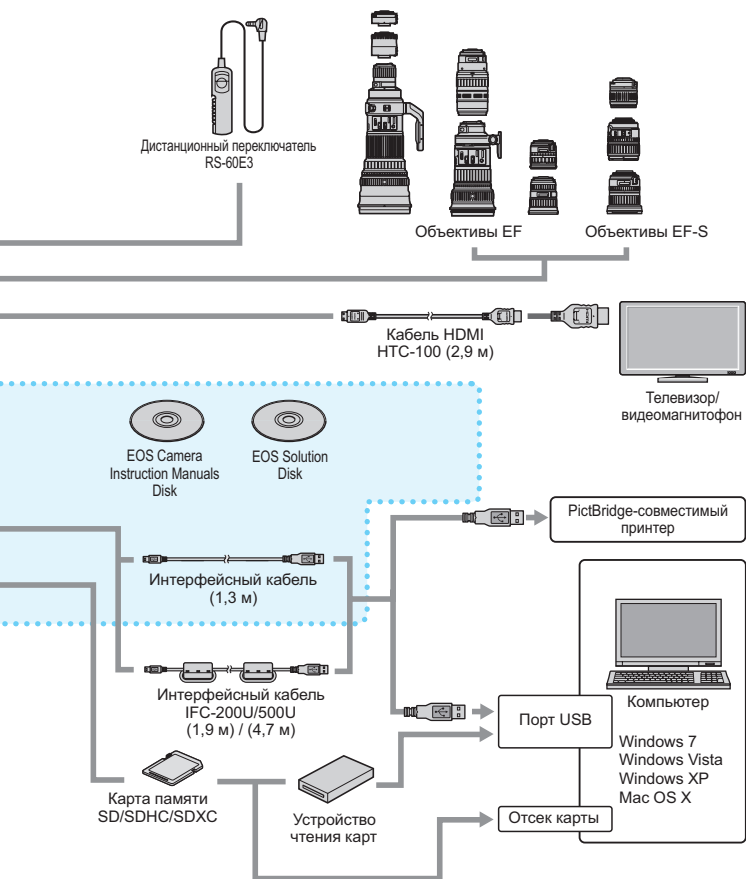 Дистанционный переключатель
RS-60E3
Объективы EF
Объективы EF-S
Кабель HDMI
HTC-100 (2,9 м)
Телевизор/
видеомагнитофон
EOS Camera
Instruction Manuals
Disk
EOS Solution
Disk
PictBridge-совместимый
принтер
Интерфейсный кабель
(1,3 м)
Интерфейсный кабель
IFC-200U/500U
(1,9 м) / (4,7 м)
Порт USB
Компьютер
Windows 7
Windows Vista
Windows XP
Mac OS X
Карта памяти
SD/SDHC/SDXC
Устройство
чтения карт
Отсек карты